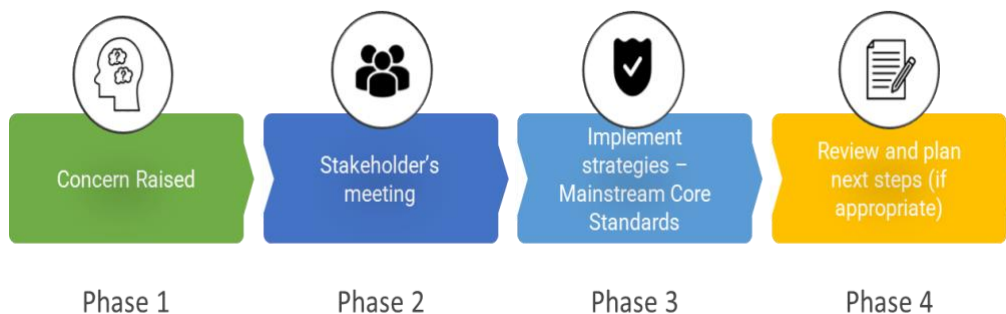 Concern Raised
Stakeholder's
meeting
Implement
strategies –
Mainstream Core
Standards
Review and plan
next steps (if
appropriate)
Phase 1
Phase 2
Phase 3
Phase 4